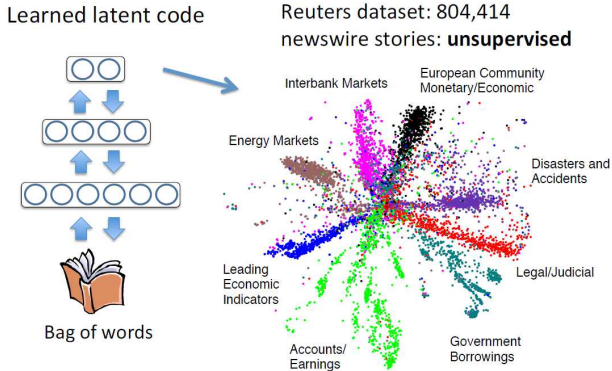 Learned latent code
Reuters dataset: 804,414
newswire stories: unsupervised
Interbank Markets
European Community
Monetary/Economic
Energy Markets
Disasters and
Accidents
Leading
Economic
Indicators
Legal/Judicial
Bag of words
Accounts/
Earnings
Government
Borrowings